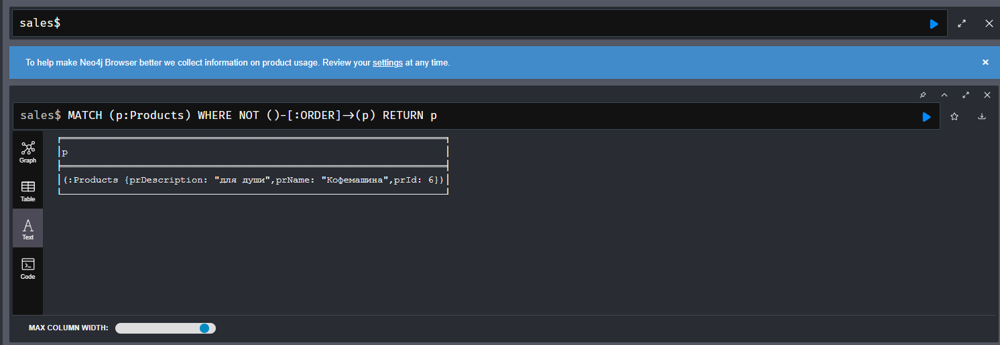 sales$
To help make Neo4j Browser better we collect information on product usage. Review your settings at any time.
sales$ MATCH (p:Products) WHERE NOT ()-[:ORDER]->(p) RETURN p
Graph
Table
Text
Code
p
(:Products {prDescription: "для души",prName: "Кофемашина",prId: 6})
MAX COLUMN WIDTH: